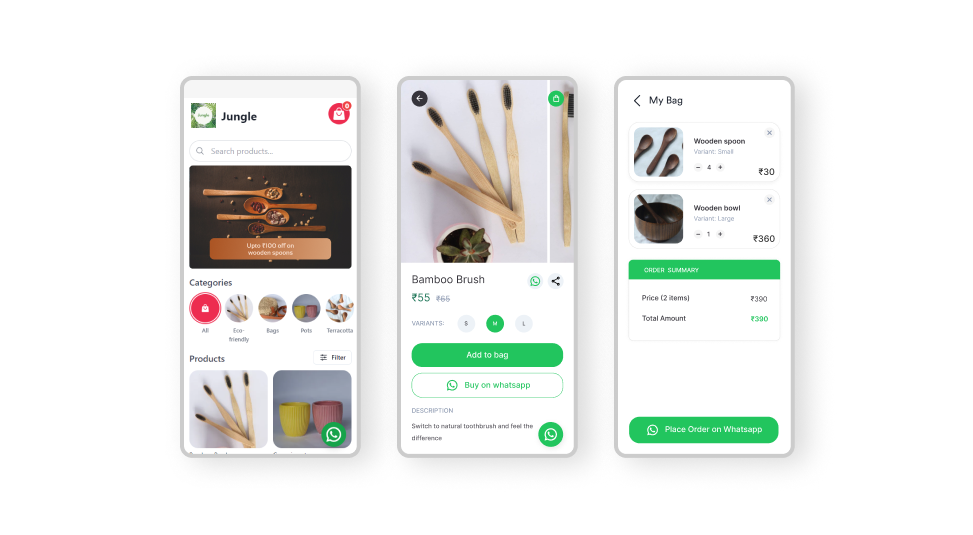 Jungle
Jungle
0
Search products...
Upto ₹100 off on
wooden spoons
Categories
All
Eco-
friendly
Bags
Pots
Terracotta
Products
Filter
Bamboo Brush
₹55 ₹65
VARIANTS: S M L
Add to bag
Buy on whatsapp
DESCRIPTION
Switch to natural toothbrush and feel the
difference
My Bag
Wooden spoon
Variant: Small
− 4 +
₹30
Wooden bowl
Variant: Large
− 1 +
₹360
ORDER SUMMARY
Price (2 items) ₹390
Total Amount ₹390
Place Order on Whatsapp